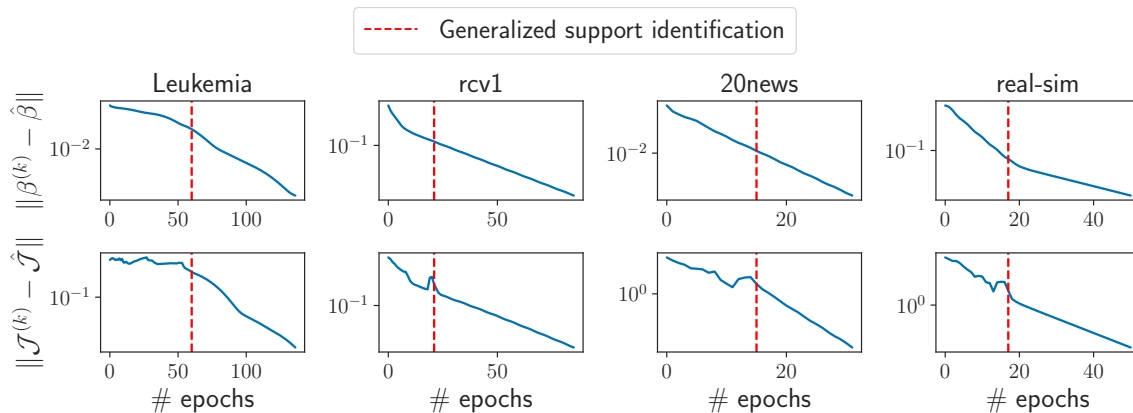 Generalized support identification
Leukemia rcv1 20news real-sim
‖β^(k) − β̂‖
10^−2 10^−1 10^−2 10^−1
0 50 100 0 50 0 20 0 20 40
‖𝒥^(k) − 𝒥̂‖
10^−1 10^−1 10^0 10^0
0 50 100 0 50 0 20 0 20 40
# epochs # epochs # epochs # epochs